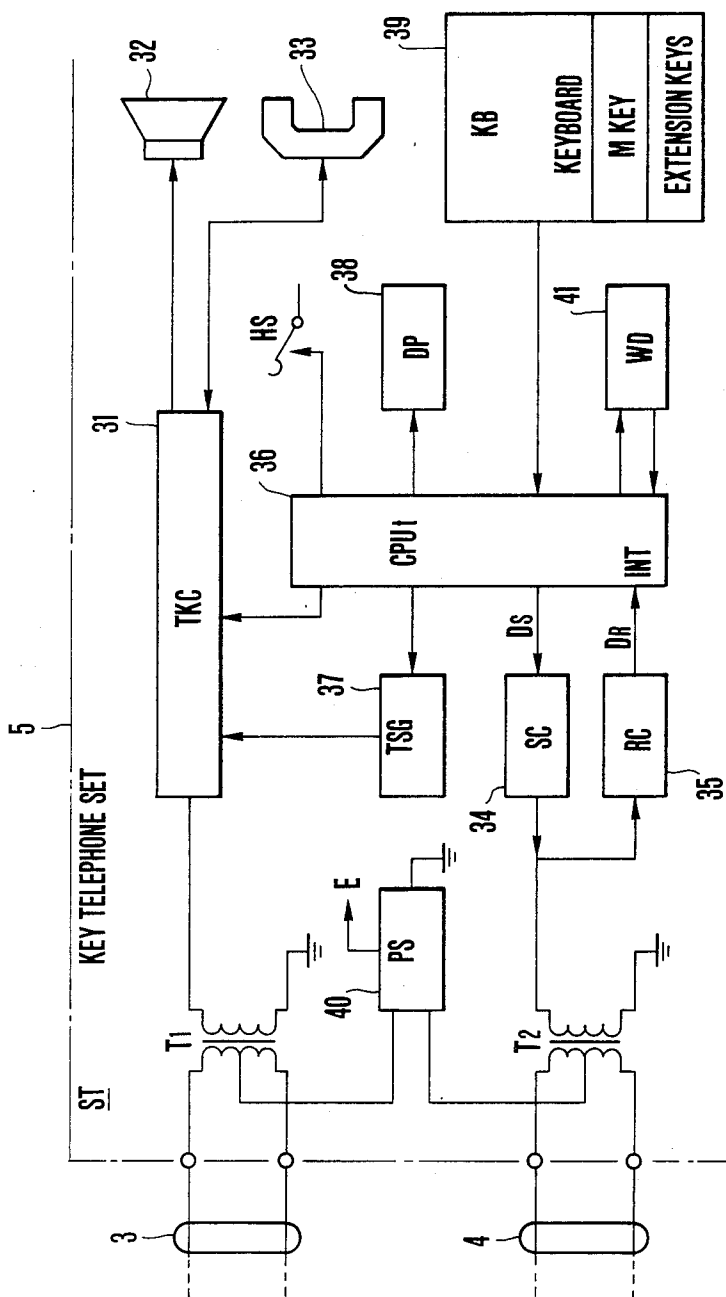 5
KEY TELEPHONE SET
ST
32
33
31
TKC
T1
3
HS
36
CPUt
INT
38
DP
39
KB
KEYBOARD
M KEY
EXTENSION KEYS
37
TSG
E
PS
40
DS
SC
34
DR
RC
35
41
WD
T2
4